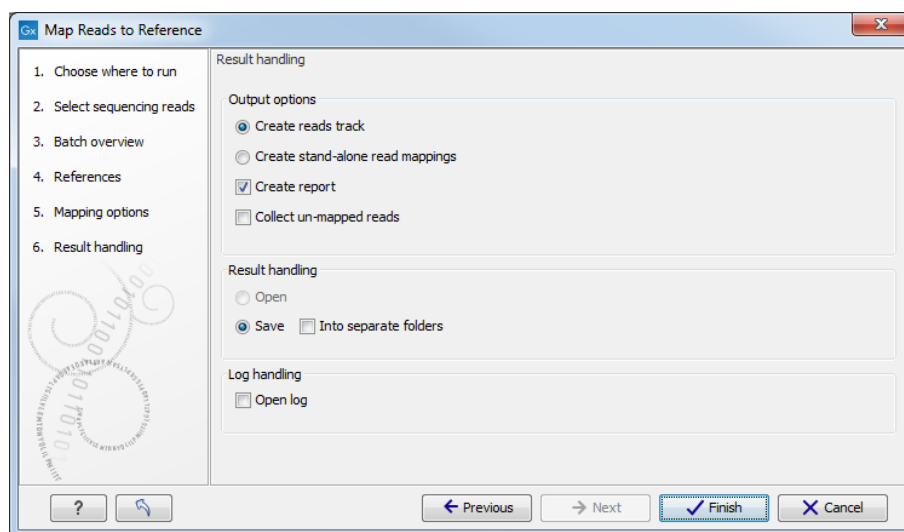 Gx Map Reads to Reference
1. Choose where to run
2. Select sequencing reads
3. Batch overview
4. References
5. Mapping options
6. Result handling
Result handling
Output options
Create reads track
Create stand-alone read mappings
Create report
Collect un-mapped reads
Result handling
Open
Save Into separate folders
Log handling
Open log
? Previous Next Finish Cancel